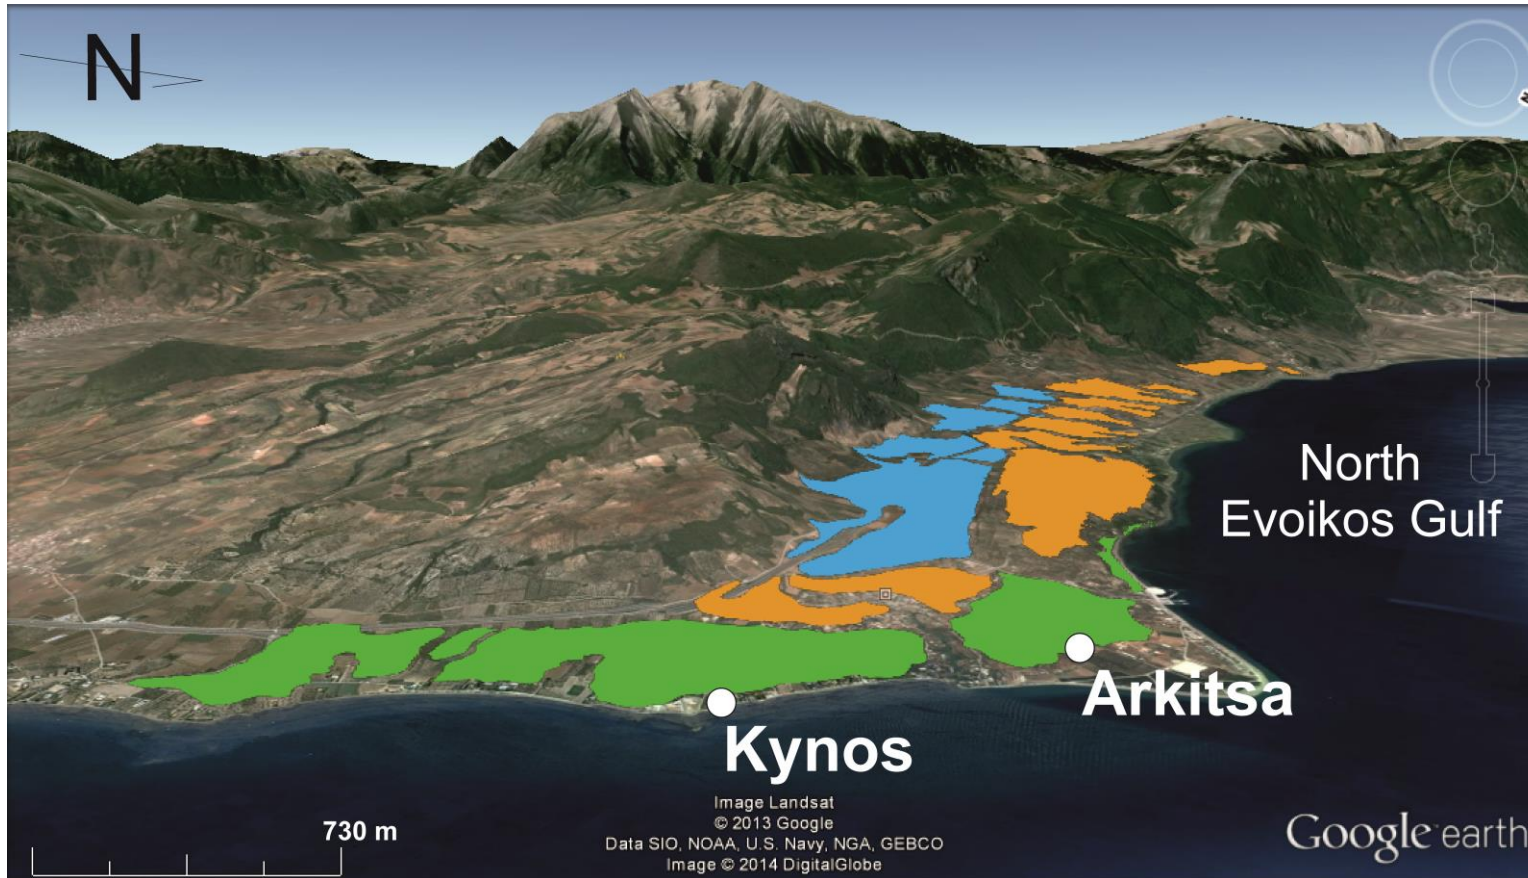 N
North
Evoikos Gulf
Arkitsa
Kynos
730 m
Image Landsat
© 2013 Google
Data SIO, NOAA, U.S. Navy, NGA, GEBCO
Image © 2014 DigitalGlobe
Google earth